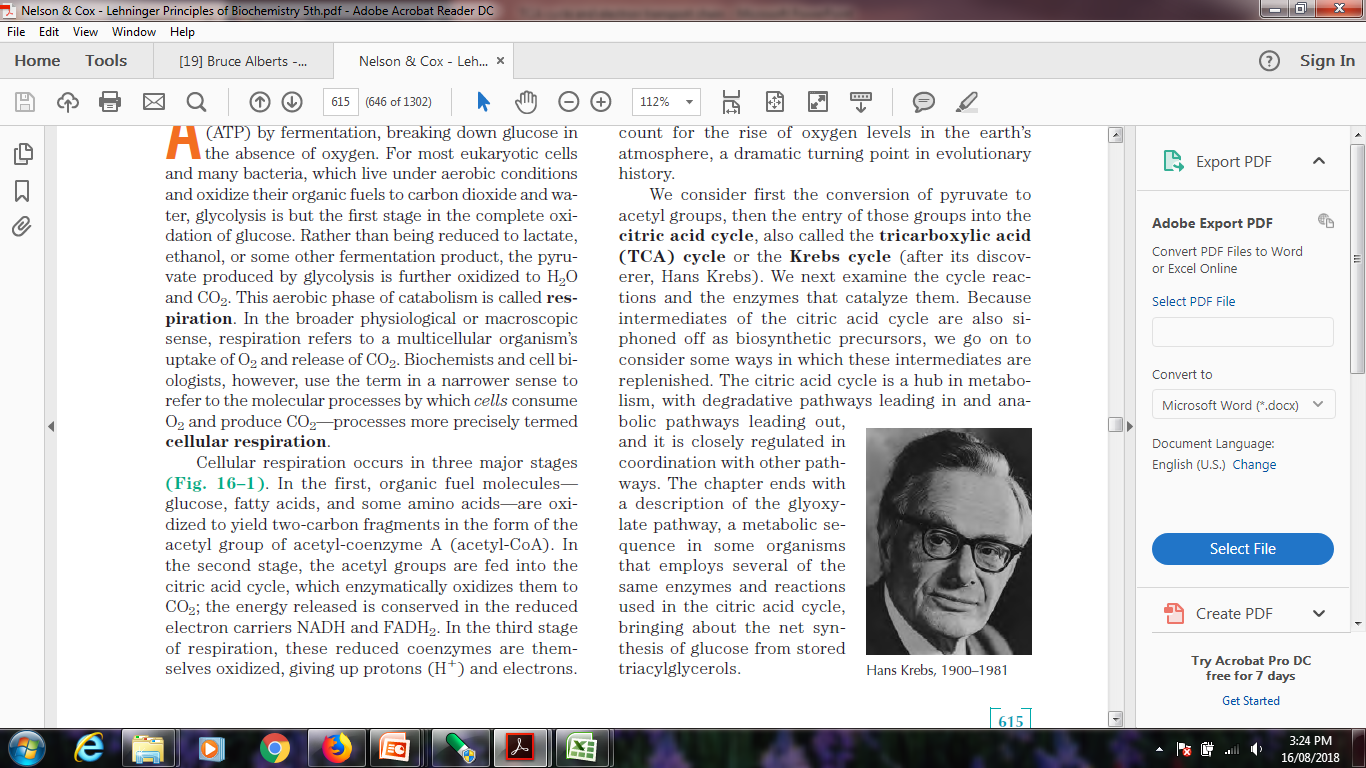 Nelson & Cox - Lehninger Principles of Biochemistry 5th.pdf - Adobe Acrobat Reader DC
File Edit View Window Help
Home Tools [19] Bruce Alberts -... Nelson & Cox - Leh... × ? Sign In
615 (646 of 1302) 112%
A
(ATP) by fermentation, breaking down glucose in
the absence of oxygen. For most eukaryotic cells
and many bacteria, which live under aerobic conditions
and oxidize their organic fuels to carbon dioxide and wa-
ter, glycolysis is but the first stage in the complete oxi-
dation of glucose. Rather than being reduced to lactate,
ethanol, or some other fermentation product, the pyru-
vate produced by glycolysis is further oxidized to H₂O
and CO₂. This aerobic phase of catabolism is called res-
piration. In the broader physiological or macroscopic
sense, respiration refers to a multicellular organism's
uptake of O₂ and release of CO₂. Biochemists and cell bi-
ologists, however, use the term in a narrower sense to
refer to the molecular processes by which cells consume
O₂ and produce CO₂—processes more precisely termed
cellular respiration.
Cellular respiration occurs in three major stages
(Fig. 16–1). In the first, organic fuel molecules—
glucose, fatty acids, and some amino acids—are oxi-
dized to yield two-carbon fragments in the form of the
acetyl group of acetyl-coenzyme A (acetyl-CoA). In
the second stage, the acetyl groups are fed into the
citric acid cycle, which enzymatically oxidizes them to
CO₂; the energy released is conserved in the reduced
electron carriers NADH and FADH₂. In the third stage
of respiration, these reduced coenzymes are them-
selves oxidized, giving up protons (H⁺) and electrons.
count for the rise of oxygen levels in the earth's
atmosphere, a dramatic turning point in evolutionary
history.
We consider first the conversion of pyruvate to
acetyl groups, then the entry of those groups into the
citric acid cycle, also called the tricarboxylic acid
(TCA) cycle or the Krebs cycle (after its discov-
erer, Hans Krebs). We next examine the cycle reac-
tions and the enzymes that catalyze them. Because
intermediates of the citric acid cycle are also si-
phoned off as biosynthetic precursors, we go on to
consider some ways in which these intermediates are
replenished. The citric acid cycle is a hub in metabo-
lism, with degradative pathways leading in and ana-
bolic pathways leading out,
and it is closely regulated in
coordination with other path-
ways. The chapter ends with
a description of the glyoxy-
late pathway, a metabolic se-
quence in some organisms
that employs several of the
same enzymes and reactions
used in the citric acid cycle,
bringing about the net syn-
thesis of glucose from stored
triacylglycerols.
Hans Krebs, 1900–1981
615
Export PDF
Adobe Export PDF
Convert PDF Files to Word
or Excel Online
Select PDF File
Convert to
Microsoft Word (*.docx)
Document Language:
English (U.S.) Change
Select File
Create PDF
Try Acrobat Pro DC
free for 7 days
Get Started
3:24 PM
16/08/2018